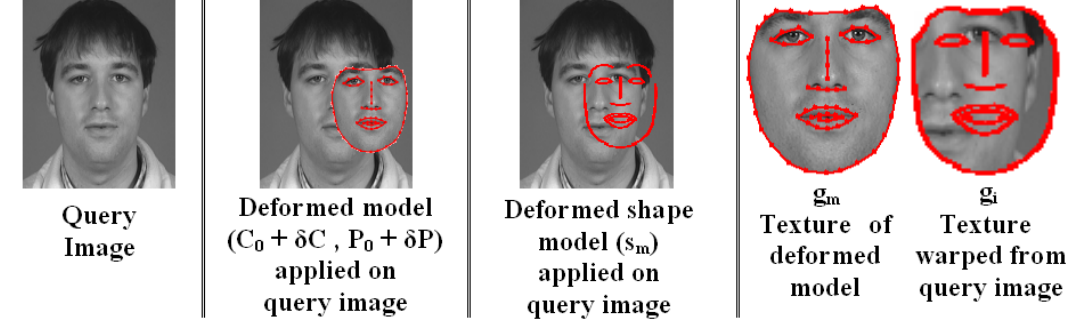 Query
Image
Deformed model
(C₀ + δC , P₀ + δP)
applied on
query image
Deformed shape
model (sₘ)
applied on
query image
gₘ
Texture of
deformed
model
gᵢ
Texture
warped from
query image